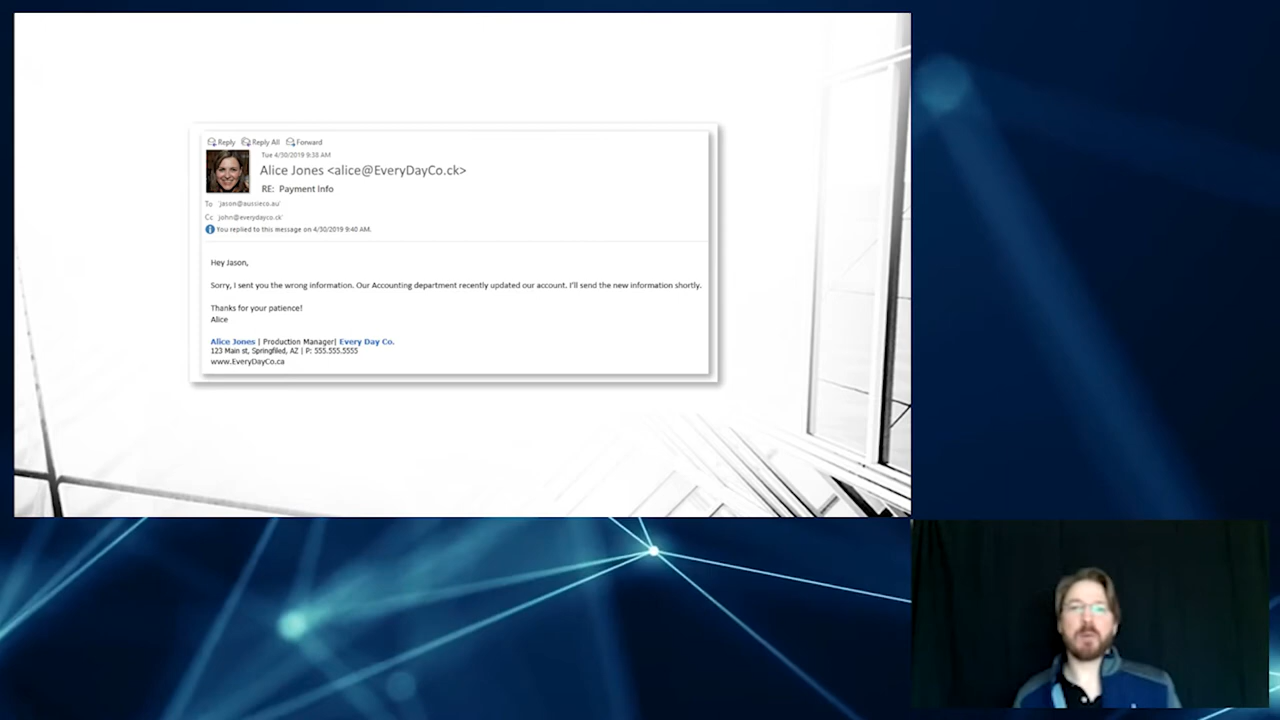 Reply Reply All Forward
Tue 4/30/2019 9:38 AM
Alice Jones <alice@EveryDayCo.ck>
RE: Payment Info
To 'jason@aussieco.au'
Cc 'john@everydayco.ck'
You replied to this message on 4/30/2019 9:40 AM.
Hey Jason,
Sorry, I sent you the wrong information. Our Accounting department recently updated our account. I'll send the new information shortly.
Thanks for your patience!
Alice
Alice Jones | Production Manager| Every Day Co.
123 Main st, Springfiled, AZ | P: 555.555.5555
www.EveryDayCo.ca